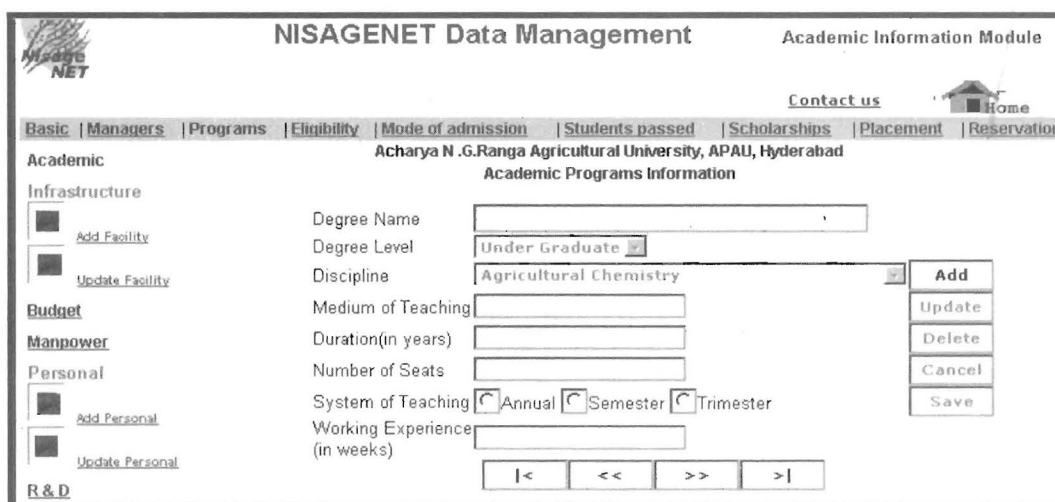 Nisage
NET
NISAGENET Data Management
Academic Information Module
Contact us
Home
Basic |Managers |Programs |Eligibility |Mode of admission |Students passed |Scholarships |Placement |Reservation
Acharya N .G.Ranga Agricultural University, APAU, Hyderabad
Academic Programs Information
Academic
Infrastructure
Add Facility
Update Facility
Budget
Manpower
Personal
Add Personal
Update Personal
R & D
Degree Name
Degree Level Under Graduate
Discipline Agricultural Chemistry
Medium of Teaching
Duration(in years)
Number of Seats
System of Teaching Annual Semester Trimester
Working Experience
(in weeks)
|< << >> >|
Add
Update
Delete
Cancel
Save